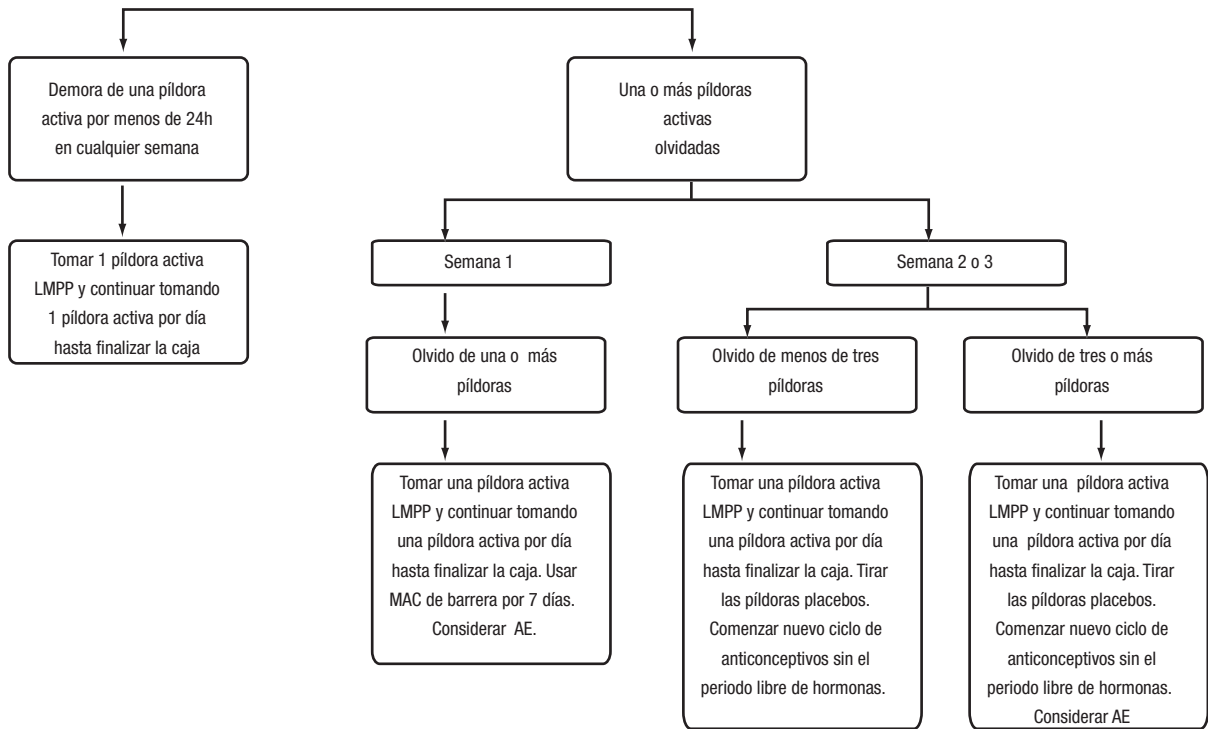 Demora de una píldora
activa por menos de 24h
en cualquier semana
Una o más píldoras
activas
olvidadas
Tomar 1 píldora activa
LMPP y continuar tomando
1 píldora activa por día
hasta finalizar la caja
Semana 1
Semana 2 o 3
Olvido de una o más
píldoras
Olvido de menos de tres
píldoras
Olvido de tres o más
píldoras
Tomar una píldora activa
LMPP y continuar tomando
una píldora activa por día
hasta finalizar la caja. Usar
MAC de barrera por 7 días.
Considerar AE.
Tomar una píldora activa
LMPP y continuar tomando
una píldora activa por día
hasta finalizar la caja. Tirar
las píldoras placebos.
Comenzar nuevo ciclo de
anticonceptivos sin el
periodo libre de hormonas.
Tomar una píldora activa
LMPP y continuar tomando
una píldora activa por día
hasta finalizar la caja. Tirar
las píldoras placebos.
Comenzar nuevo ciclo de
anticonceptivos sin el
periodo libre de hormonas.
Considerar AE